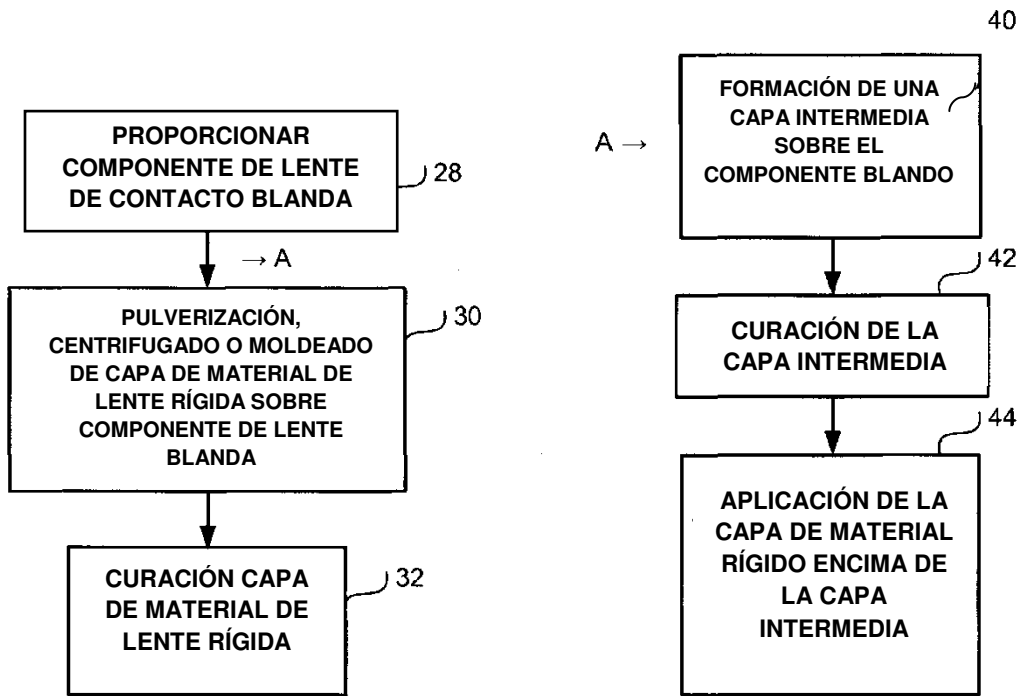 PROPORCIONAR
COMPONENTE DE LENTE
DE CONTACTO BLANDA
28
→ A
PULVERIZACIÓN,
CENTRIFUGADO O MOLDEADO
DE CAPA DE MATERIAL DE
LENTE RÍGIDA SOBRE
COMPONENTE DE LENTE
BLANDA
30
CURACIÓN CAPA
DE MATERIAL DE
LENTE RÍGIDA
32
40
A →
FORMACIÓN DE UNA
CAPA INTERMEDIA
SOBRE EL
COMPONENTE BLANDO
42
CURACIÓN DE LA
CAPA INTERMEDIA
44
APLICACIÓN DE LA
CAPA DE MATERIAL
RÍGIDO ENCIMA DE
LA CAPA
INTERMEDIA